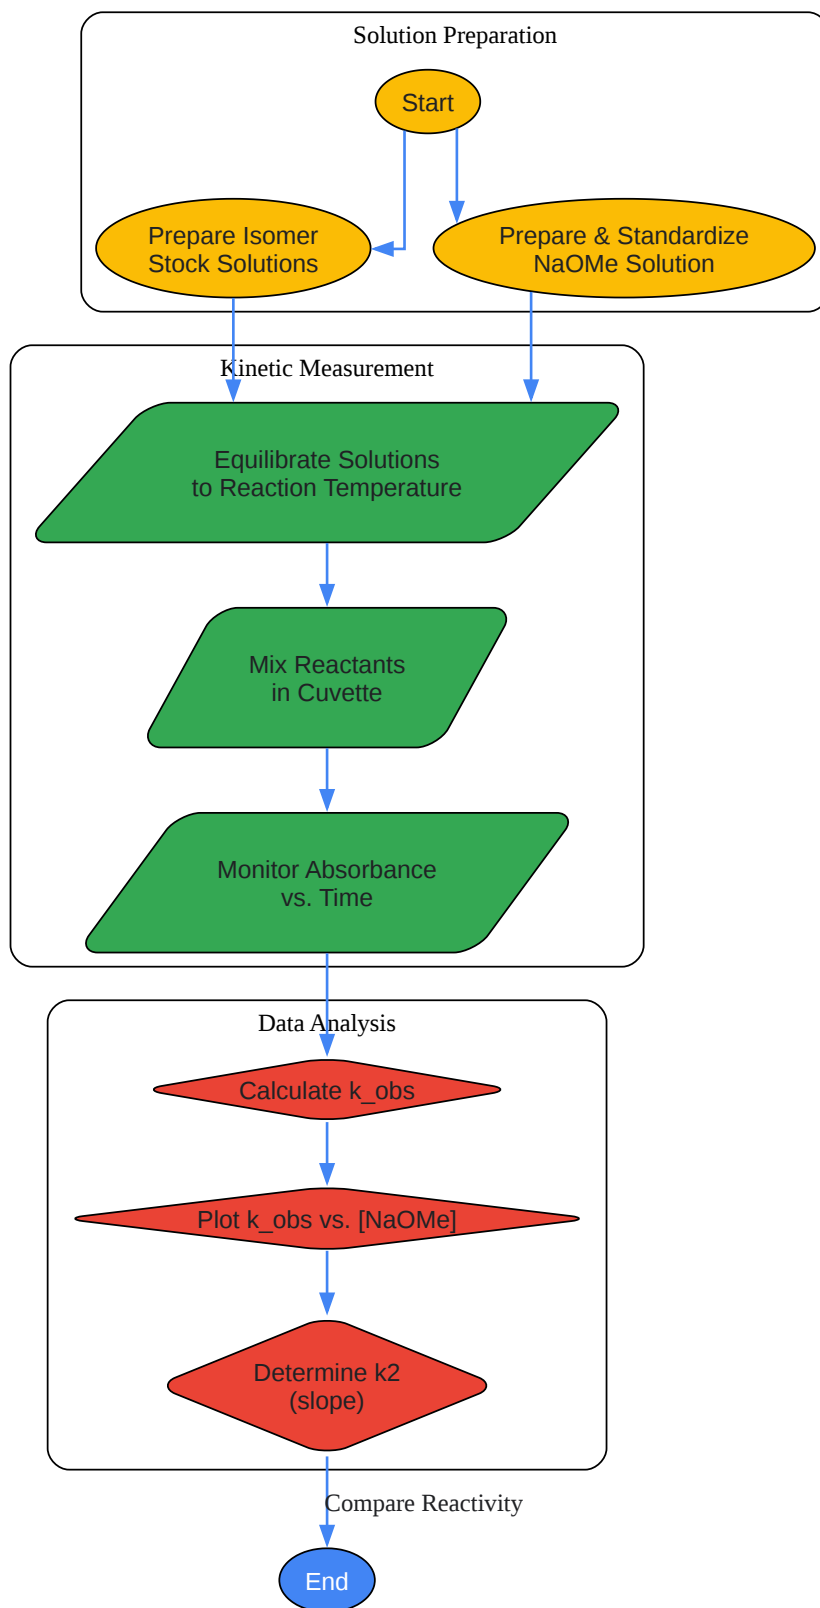 Solution Preparation
Start
Prepare Isomer
Stock Solutions
Prepare & Standardize
NaOMe Solution
Kinetic Measurement
Equilibrate Solutions
to Reaction Temperature
Mix Reactants
in Cuvette
Monitor Absorbance
vs. Time
Data Analysis
Calculate k_obs
Plot k_obs vs. [NaOMe]
Determine k2
(slope)
Compare Reactivity
End